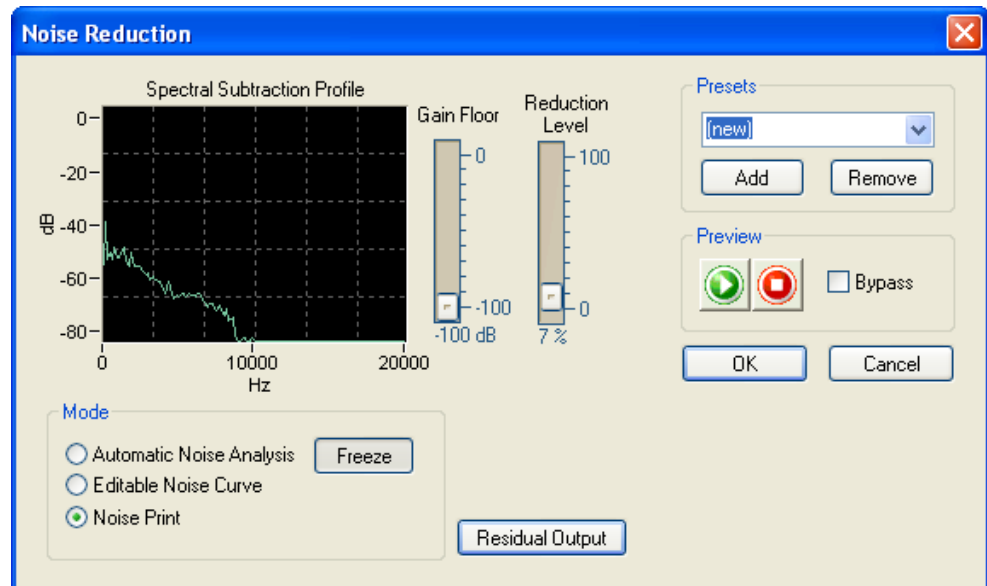 Noise Reduction
Spectral Subtraction Profile
0
-20
-40
-60
-80
dB
0
10000
20000
Hz
Gain Floor
0
-100
-100 dB
Reduction
Level
100
0
7 %
Presets
(new)
Add
Remove
Preview
Bypass
OK
Cancel
Mode
Automatic Noise Analysis
Freeze
Editable Noise Curve
Noise Print
Residual Output